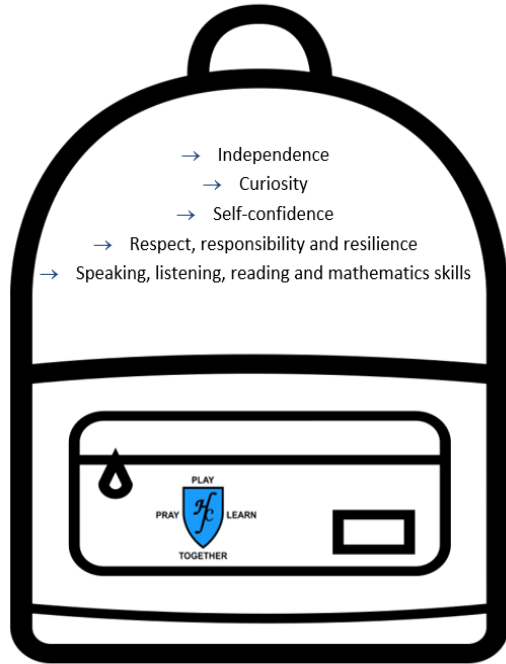 → Independence
→ Curiosity
→ Self-confidence
→ Respect, responsibility and resilience
→ Speaking, listening, reading and mathematics skills
PLAY
PRAY LEARN
TOGETHER